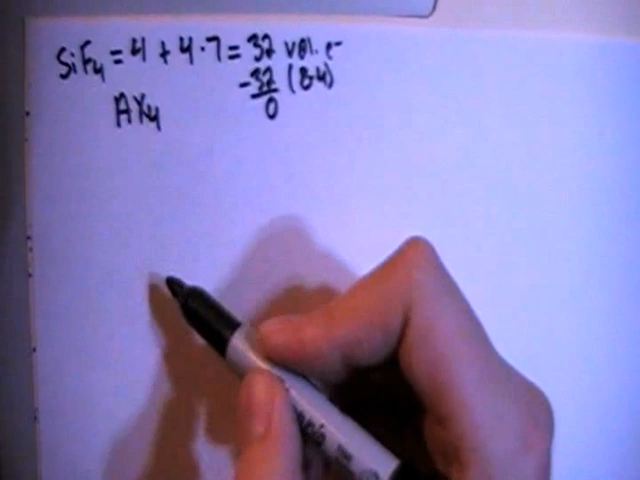 SiF₄ = 4 + 4·7 = 32 val. e⁻
-32 (8·4)
0
AX₄